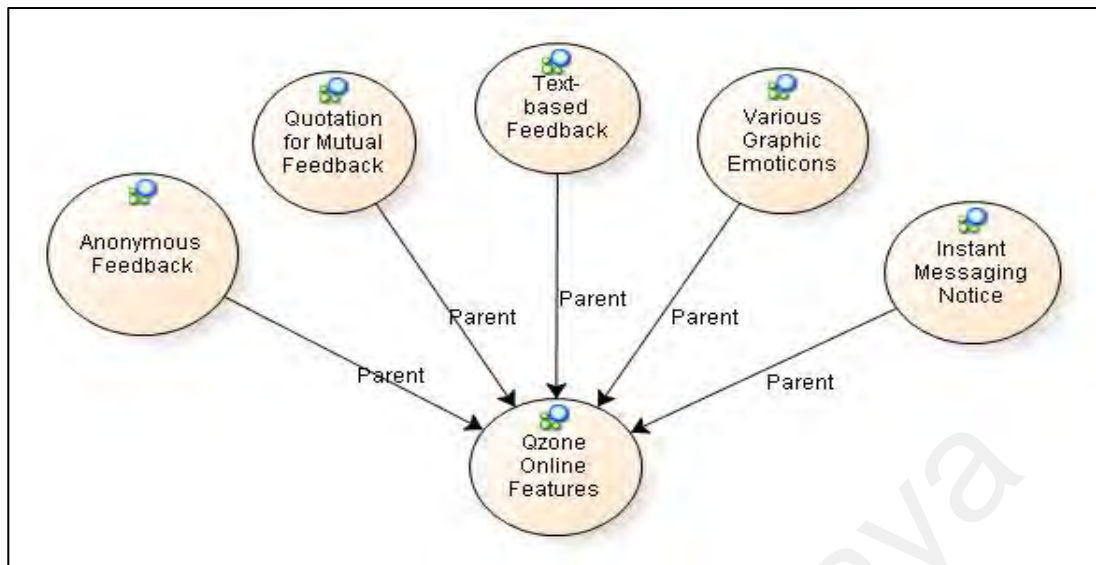 Text-
based
Feedback
Quotation
for Mutual
Feedback
Various
Graphic
Emoticons
Anonymous
Feedback
Instant
Messaging
Notice
Parent
Parent
Parent
Parent
Parent
Qzone
Online
Features